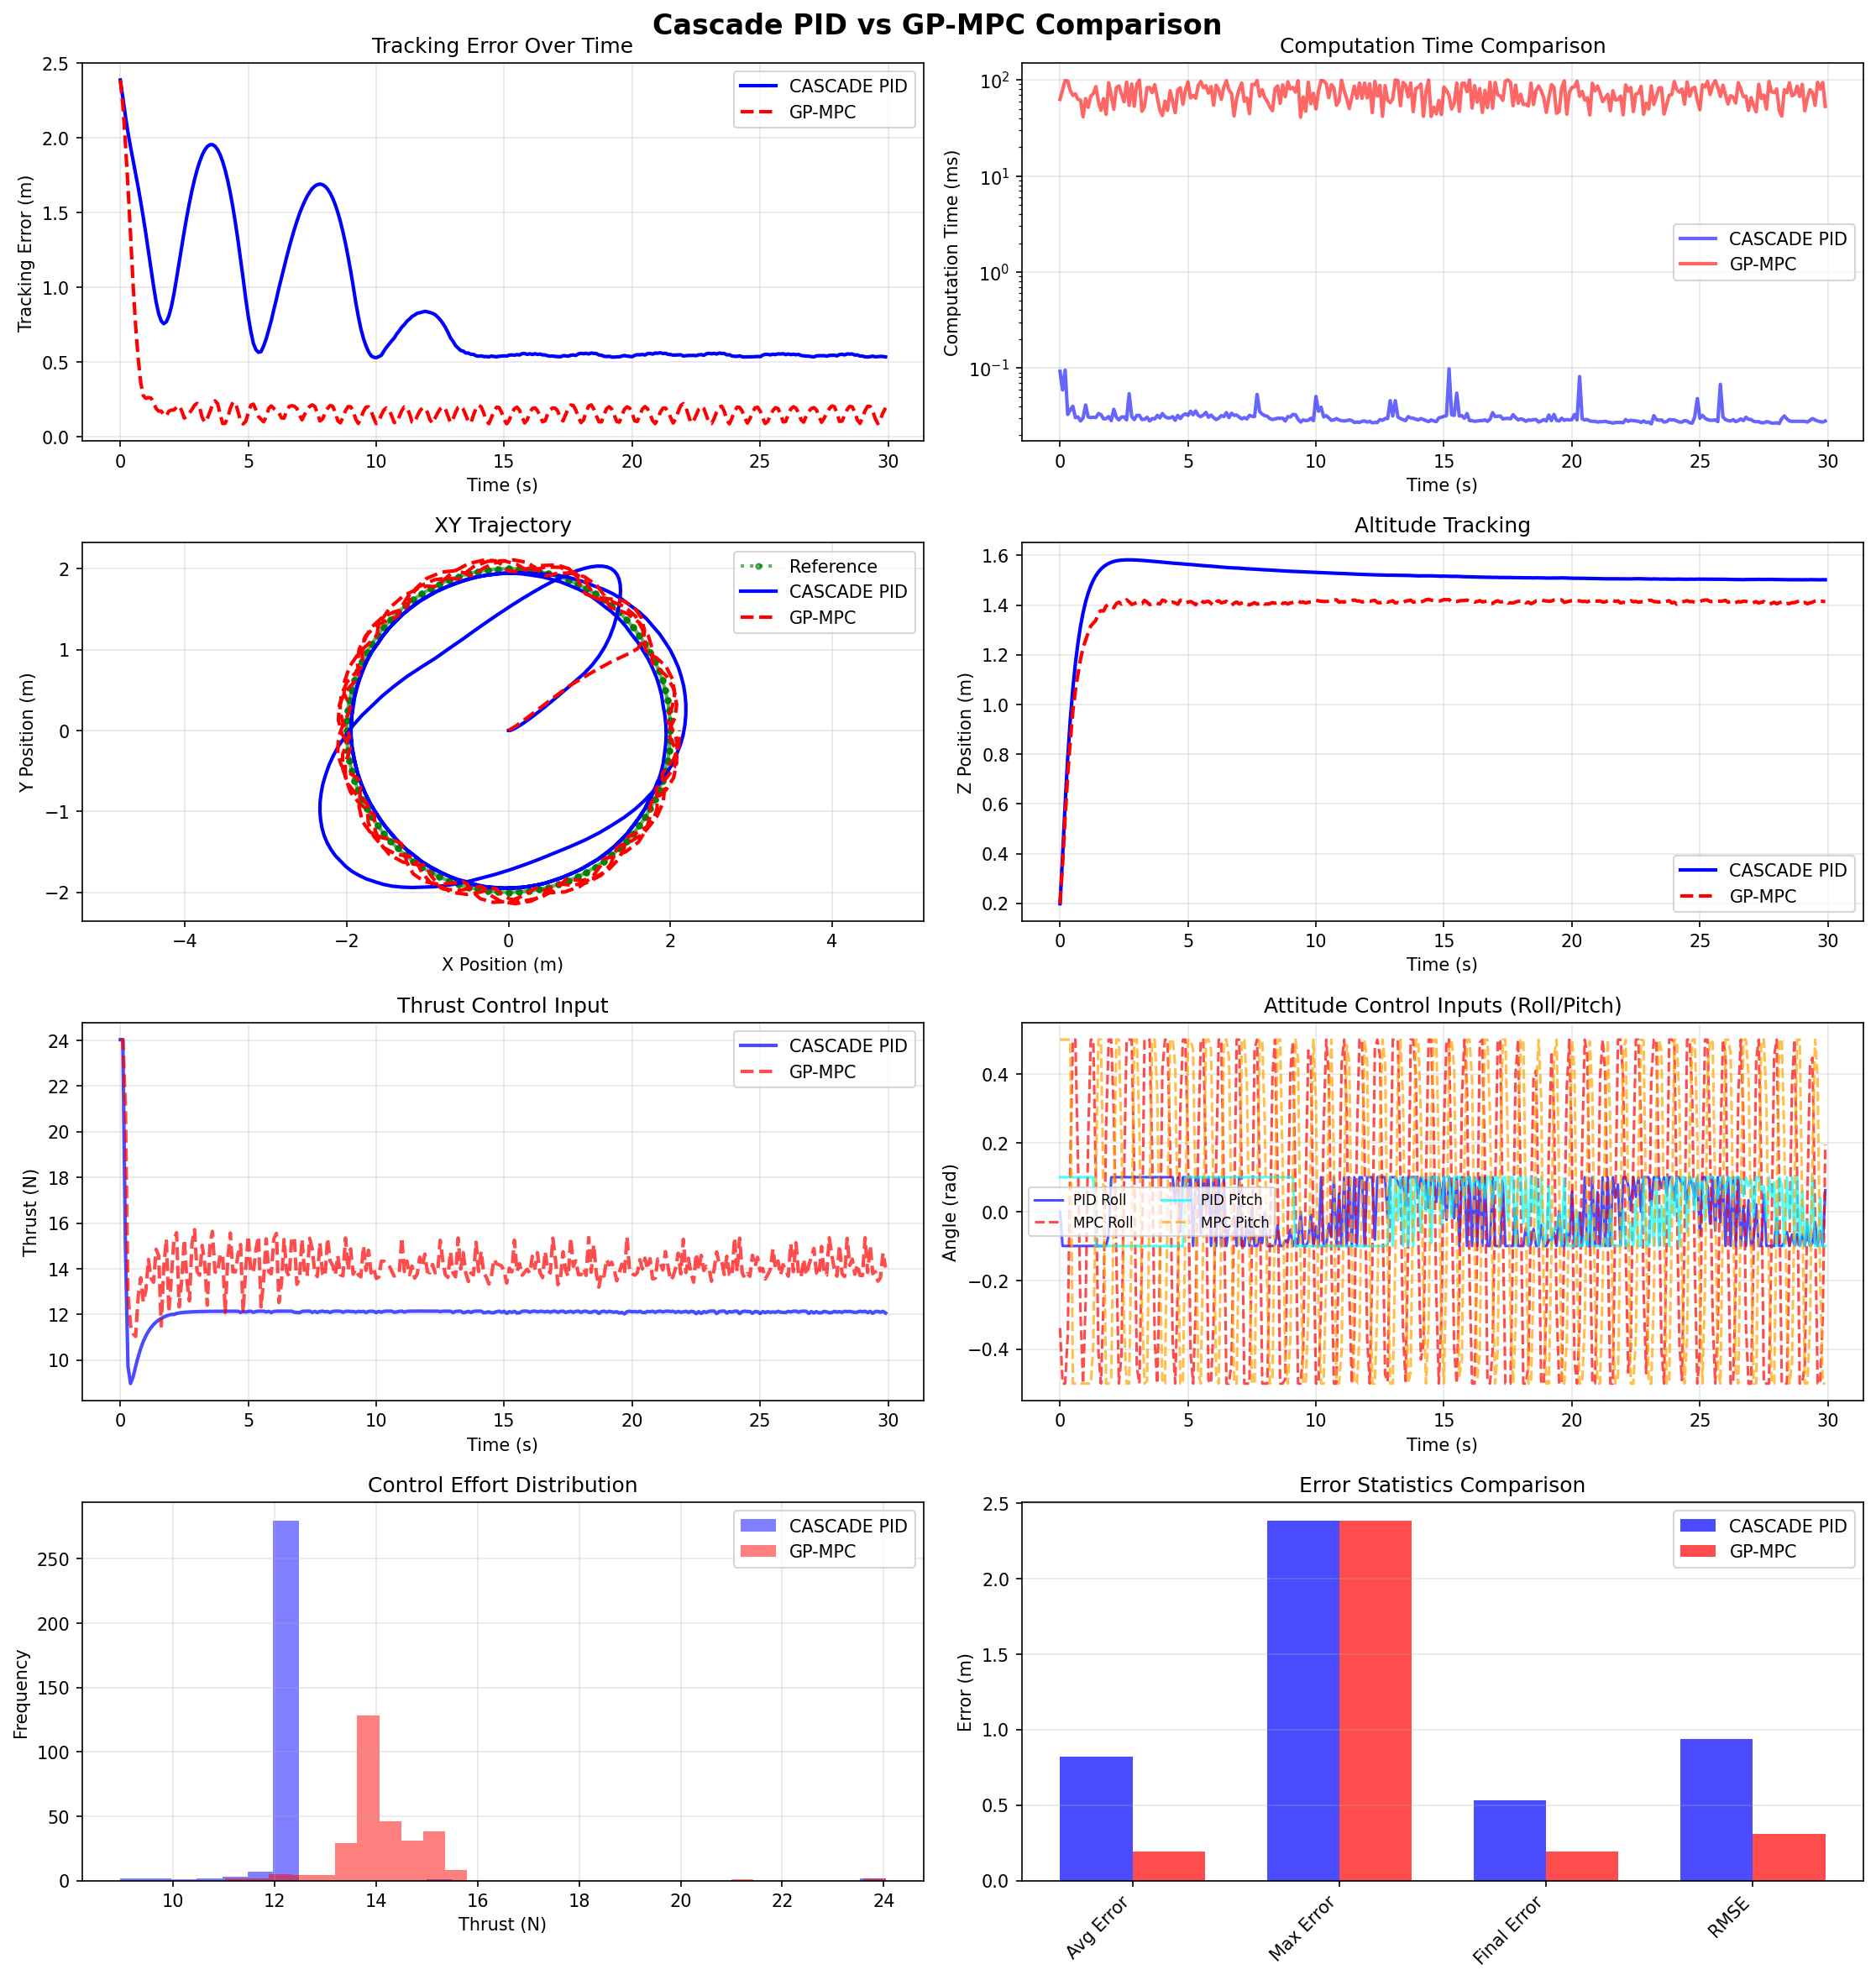 Cascade PID vs GP-MPC Comparison
Tracking Error Over Time
2.5
2.0
1.5
1.0
0.5
0.0
Tracking Error (m)
CASCADE PID
GP-MPC
0 5 10 15 20 25 30
Time (s)
Computation Time Comparison
10²
10¹
10⁰
10⁻¹
Computation Time (ms)
CASCADE PID
GP-MPC
0 5 10 15 20 25 30
Time (s)
XY Trajectory
2
1
0
−1
−2
Y Position (m)
Reference
CASCADE PID
GP-MPC
−4 −2 0 2 4
X Position (m)
Altitude Tracking
1.6
1.4
1.2
1.0
0.8
0.6
0.4
0.2
Z Position (m)
CASCADE PID
GP-MPC
0 5 10 15 20 25 30
Time (s)
Thrust Control Input
24
22
20
18
16
14
12
10
Thrust (N)
CASCADE PID
GP-MPC
0 5 10 15 20 25 30
Time (s)
Attitude Control Inputs (Roll/Pitch)
0.4
0.2
0.0
−0.2
−0.4
Angle (rad)
PID Roll PID Pitch
MPC Roll MPC Pitch
0 5 10 15 20 25 30
Time (s)
Control Effort Distribution
250
200
150
100
50
0
Frequency
CASCADE PID
GP-MPC
10 12 14 16 18 20 22 24
Thrust (N)
Error Statistics Comparison
2.5
2.0
1.5
1.0
0.5
0.0
Error (m)
CASCADE PID
GP-MPC
Avg Error
Max Error
Final Error
RMSE